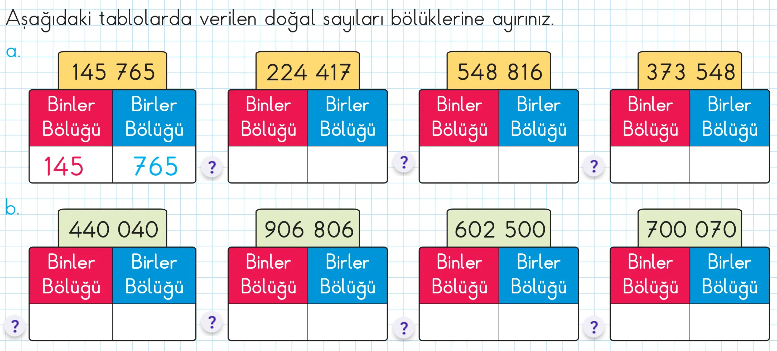 Aşağıdaki tablolarda verilen doğal sayıları bölüklerine ayırınız.
a.
145 765 224 417 548 816 373 548
Binler Birler Binler Birler Binler Birler Binler Birler
Bölüğü Bölüğü Bölüğü Bölüğü Bölüğü Bölüğü Bölüğü Bölüğü
145 765 ? ? ?
b.
440 040 906 806 602 500 700 070
Binler Birler Binler Birler Binler Birler Binler Birler
Bölüğü Bölüğü Bölüğü Bölüğü Bölüğü Bölüğü Bölüğü Bölüğü
? ? ? ?